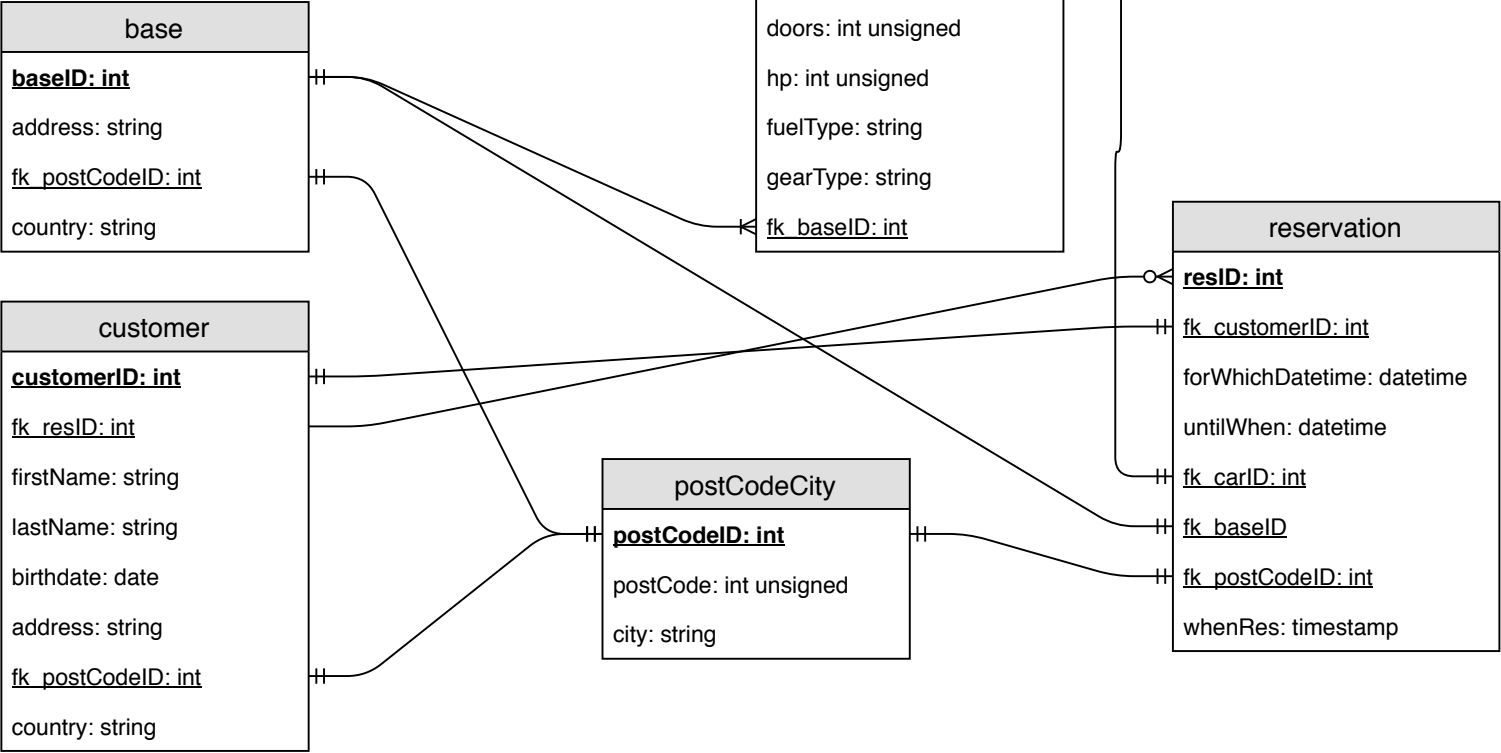 base
baseID: int
address: string
fk_postCodeID: int
country: string
doors: int unsigned
hp: int unsigned
fuelType: string
gearType: string
fk_baseID: int
customer
customerID: int
fk_resID: int
firstName: string
lastName: string
birthdate: date
address: string
fk_postCodeID: int
country: string
postCodeCity
postCodeID: int
postCode: int unsigned
city: string
reservation
resID: int
fk_customerID: int
forWhichDatetime: datetime
untilWhen: datetime
fk_carID: int
fk_baseID
fk_postCodeID: int
whenRes: timestamp